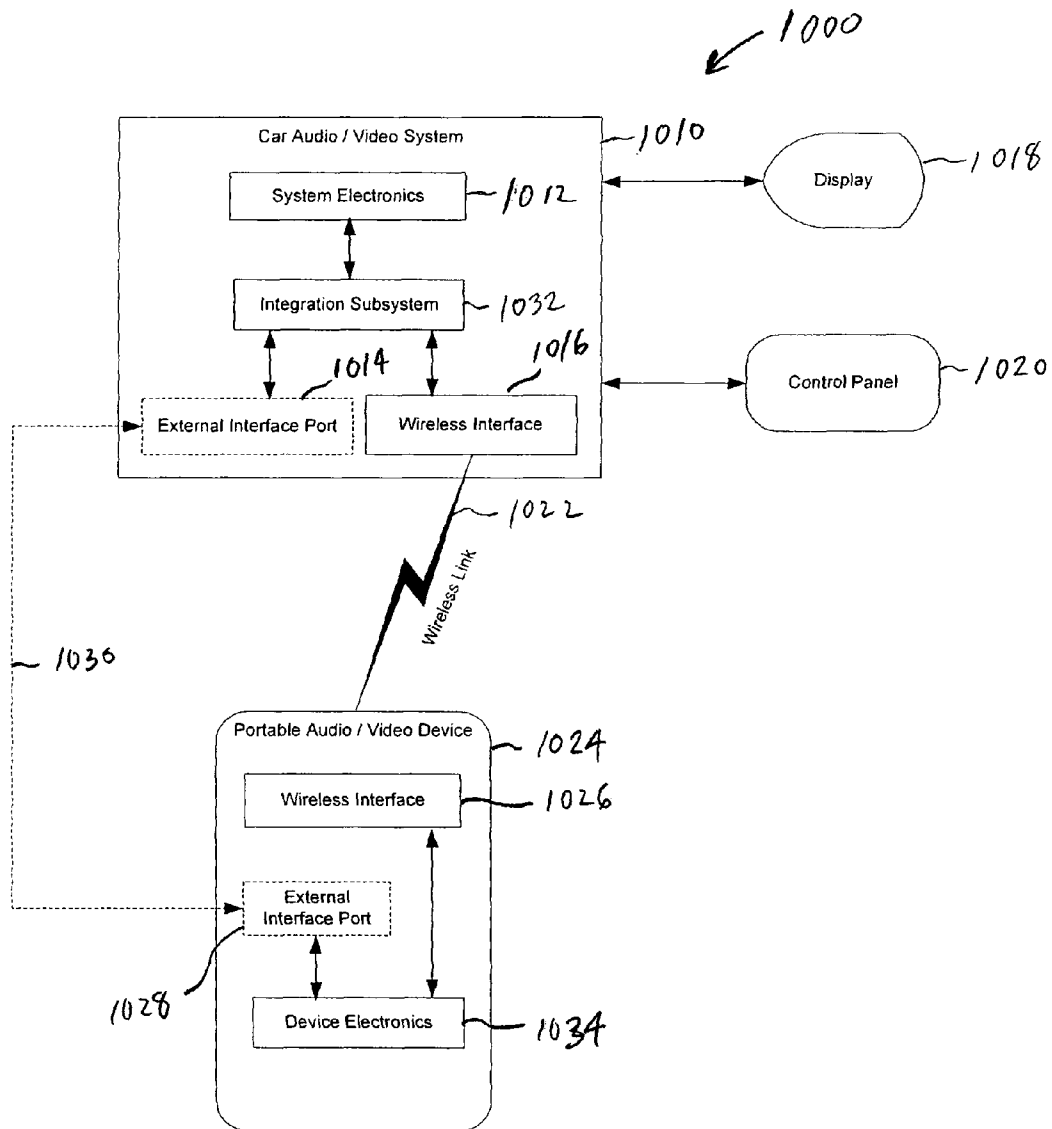 1000
Car Audio / Video System
1010
System Electronics
1012
Display
1018
Integration Subsystem
1032
1014
1016
External Interface Port
Wireless Interface
Control Panel
1020
1022
Wireless Link
1030
Portable Audio / Video Device
1024
Wireless Interface
1026
External
Interface Port
1028
Device Electronics
1034